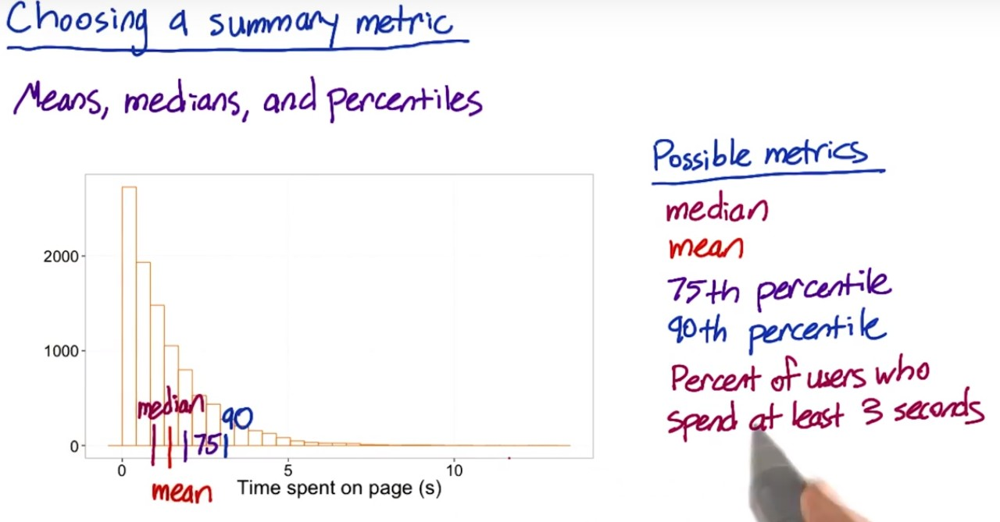 Choosing a summary metric
Means, medians, and percentiles
Possible metrics
median
mean
75th percentile
90th percentile
Percent of users who
spend at least 3 seconds
2000
1000
0
median
75
90
0
5
10
mean
Time spent on page (s)